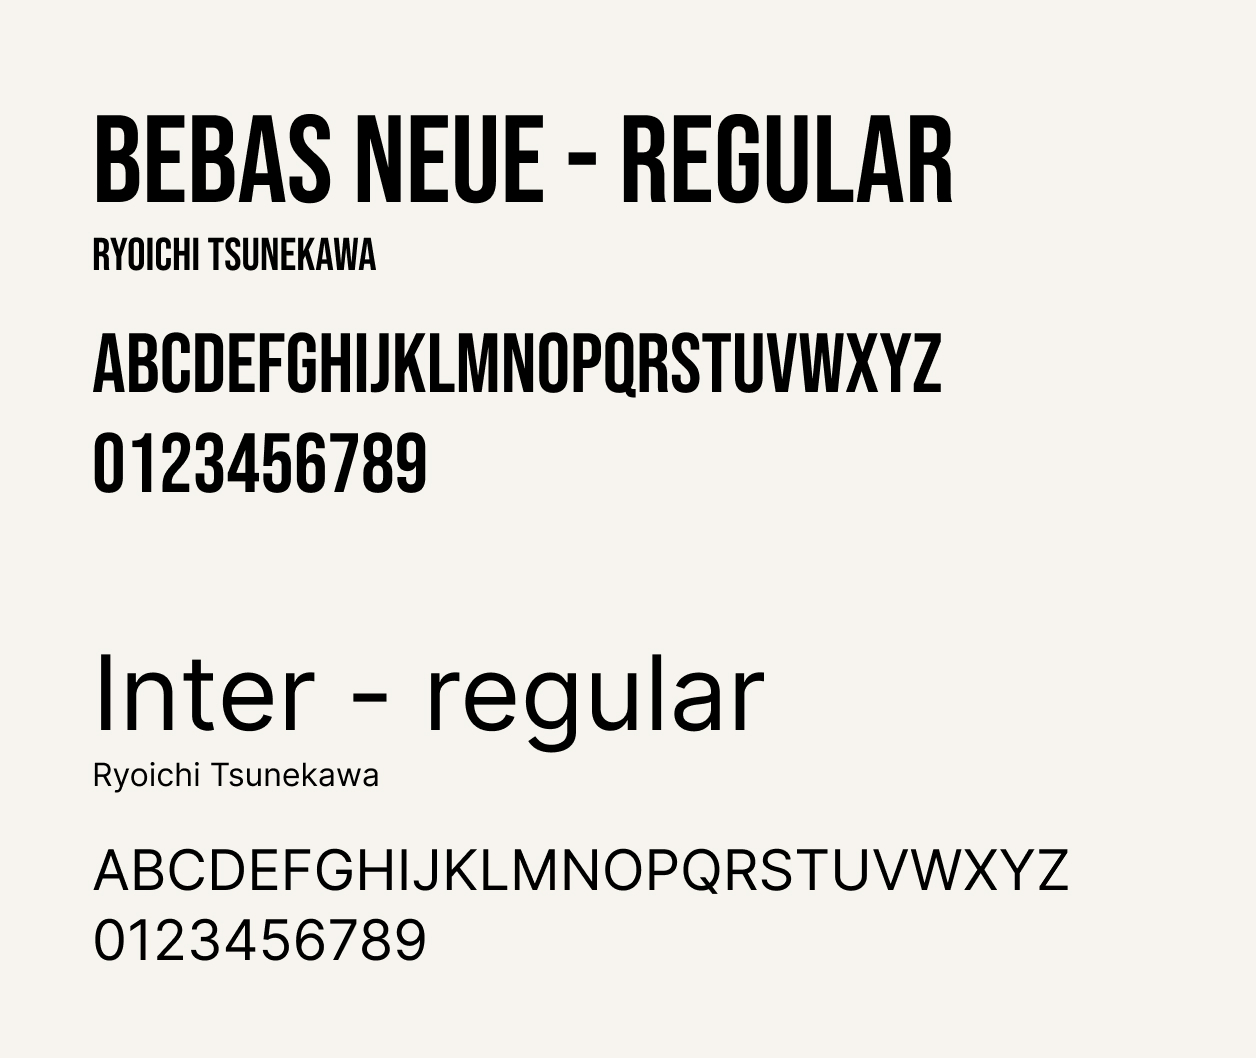 BEBAS NEUE - REGULAR
RYOICHI TSUNEKAWA
ABCDEFGHIJKLMNOPQRSTUVWXYZ
0123456789
Inter - regular
Ryoichi Tsunekawa
ABCDEFGHIJKLMNOPQRSTUVWXYZ
0123456789